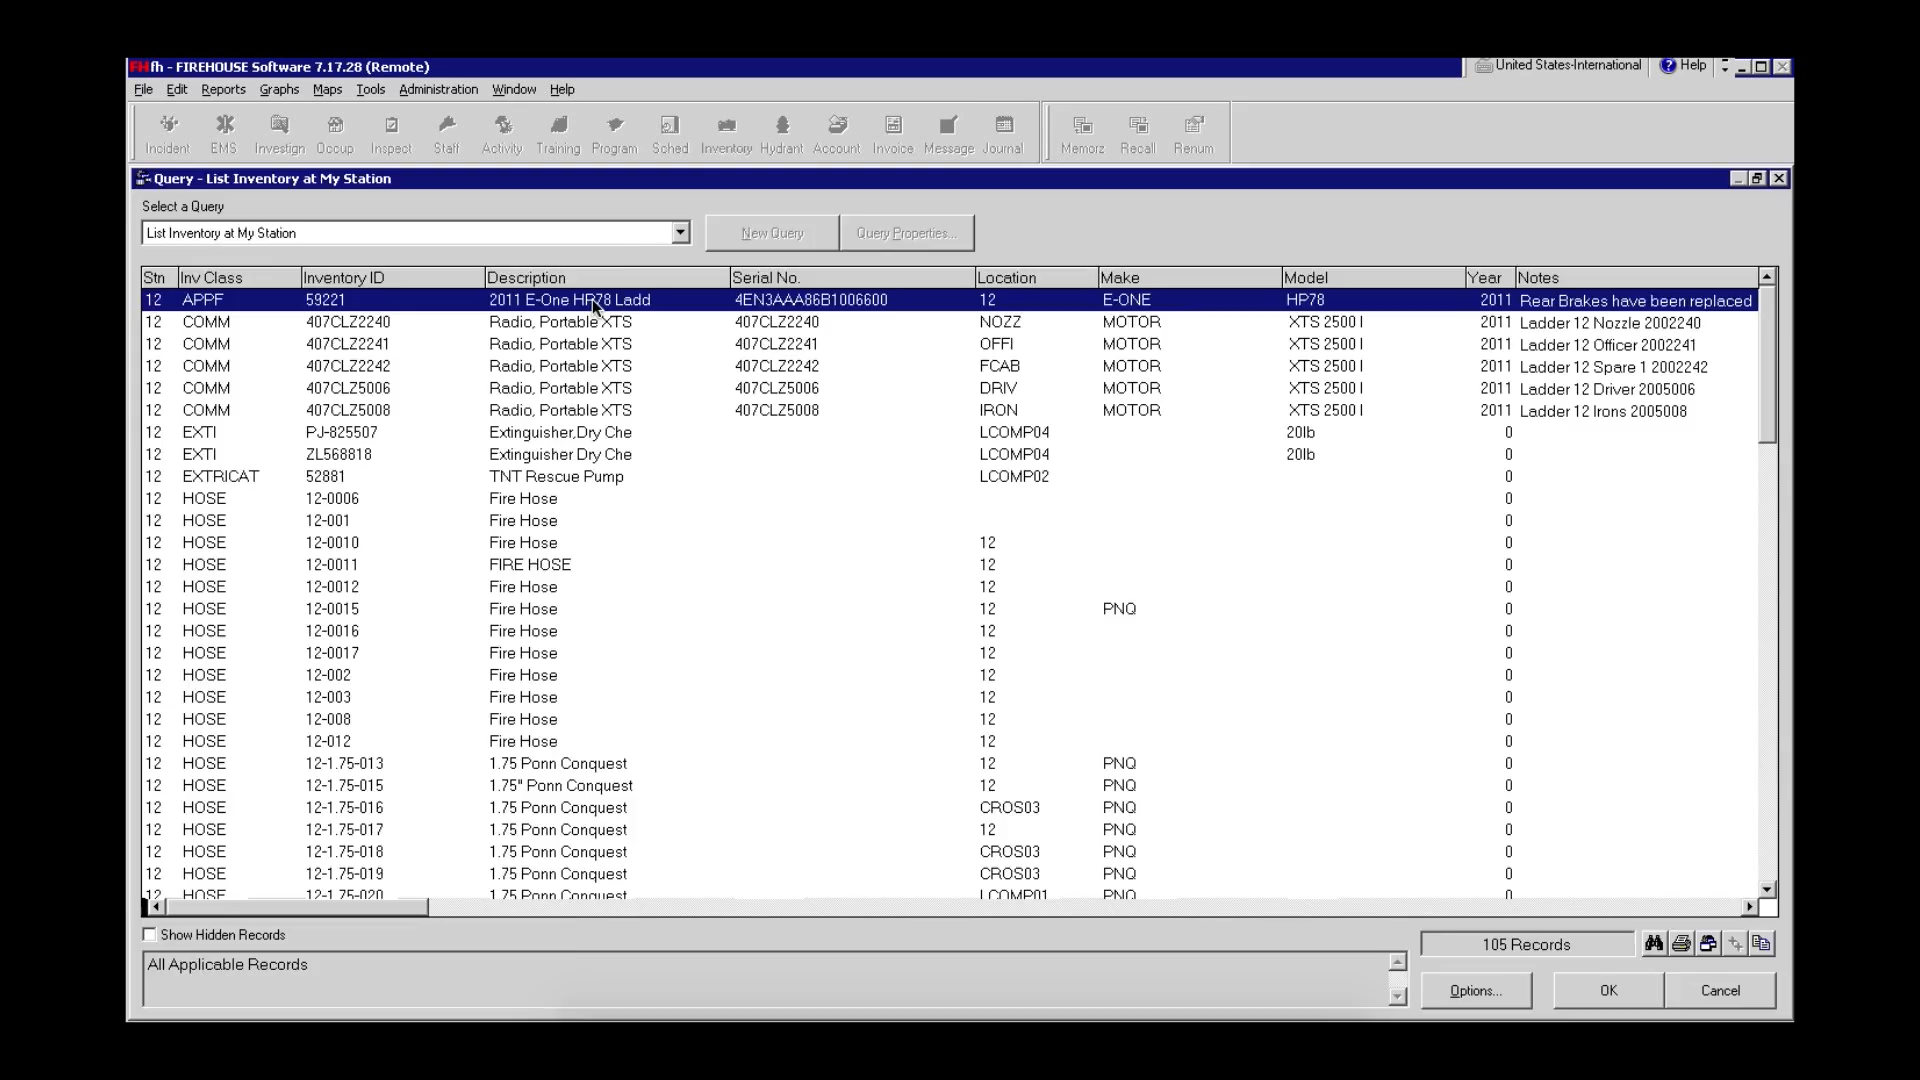 FH fh - FIREHOUSE Software 7.17.28 (Remote) United States-International Help
File Edit Reports Graphs Maps Tools Administration Window Help
Incident EMS Investign Occup Inspect Staff Activity Training Program Sched Inventory Hydrant Account Invoice Message Journal Memorz Recall Renum
Query - List Inventory at My Station
Select a Query
List Inventory at My Station New Query Query Properties...
Stn Inv Class Inventory ID Description Serial No. Location Make Model Year Notes
12 APPF 59221 2011 E-One HP78 Ladd 4EN3AAA86B1006600 12 E-ONE HP78 2011 Rear Brakes have been replaced
12 COMM 407CLZ2240 Radio, Portable XTS 407CLZ2240 NOZZ MOTOR XTS 2500 I 2011 Ladder 12 Nozzle 2002240
12 COMM 407CLZ2241 Radio, Portable XTS 407CLZ2241 OFFI MOTOR XTS 2500 I 2011 Ladder 12 Officer 2002241
12 COMM 407CLZ2242 Radio, Portable XTS 407CLZ2242 FCAB MOTOR XTS 2500 I 2011 Ladder 12 Spare 1 2002242
12 COMM 407CLZ5006 Radio, Portable XTS 407CLZ5006 DRIV MOTOR XTS 2500 I 2011 Ladder 12 Driver 2005006
12 COMM 407CLZ5008 Radio, Portable XTS 407CLZ5008 IRON MOTOR XTS 2500 I 2011 Ladder 12 Irons 2005008
12 EXTI PJ-825507 Extinguisher,Dry Che LCOMP04 20lb 0
12 EXTI ZL568818 Extinguisher Dry Che LCOMP04 20lb 0
12 EXTRICAT 52881 TNT Rescue Pump LCOMP02 0
12 HOSE 12-0006 Fire Hose 0
12 HOSE 12-001 Fire Hose 0
12 HOSE 12-0010 Fire Hose 12 0
12 HOSE 12-0011 FIRE HOSE 12 0
12 HOSE 12-0012 Fire Hose 12 0
12 HOSE 12-0015 Fire Hose 12 PNQ 0
12 HOSE 12-0016 Fire Hose 12 0
12 HOSE 12-0017 Fire Hose 12 0
12 HOSE 12-002 Fire Hose 12 0
12 HOSE 12-003 Fire Hose 12 0
12 HOSE 12-008 Fire Hose 12 0
12 HOSE 12-012 Fire Hose 12 0
12 HOSE 12-1.75-013 1.75 Ponn Conquest 12 PNQ 0
12 HOSE 12-1.75-015 1.75" Ponn Conquest 12 PNQ 0
12 HOSE 12-1.75-016 1.75 Ponn Conquest CROS03 PNQ 0
12 HOSE 12-1.75-017 1.75 Ponn Conquest 12 PNQ 0
12 HOSE 12-1.75-018 1.75 Ponn Conquest CROS03 PNQ 0
12 HOSE 12-1.75-019 1.75 Ponn Conquest CROS03 PNQ 0
12 HOSE 12-1.75-020 1.75 Ponn Conquest LCOMP01 PNQ 0
Show Hidden Records
105 Records
All Applicable Records
Options... OK Cancel